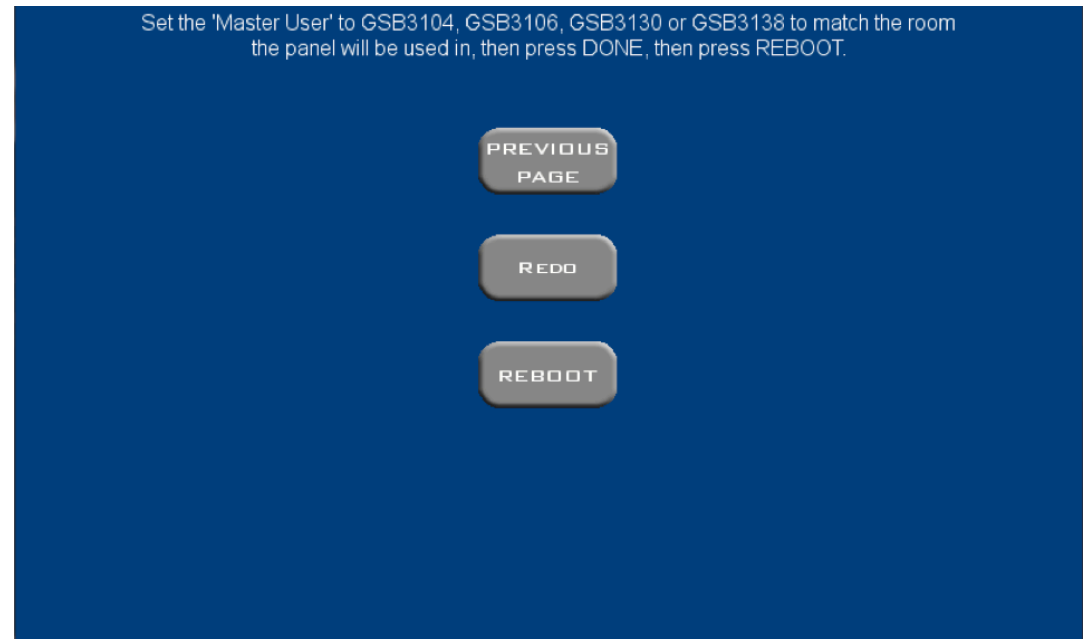 Set the 'Master User' to GSB3104, GSB3106, GSB3130 or GSB3138 to match the room
the panel will be used in, then press DONE, then press REBOOT.
PREVIOUS
PAGE
REDO
REBOOT